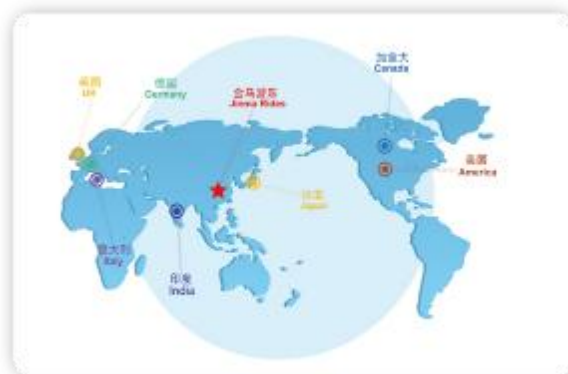 加拿大
Canada
英国
UK
德国
Germany
金马游乐
Jinma Rides
美国
America
日本
Japan
意大利
Italy
印度
India